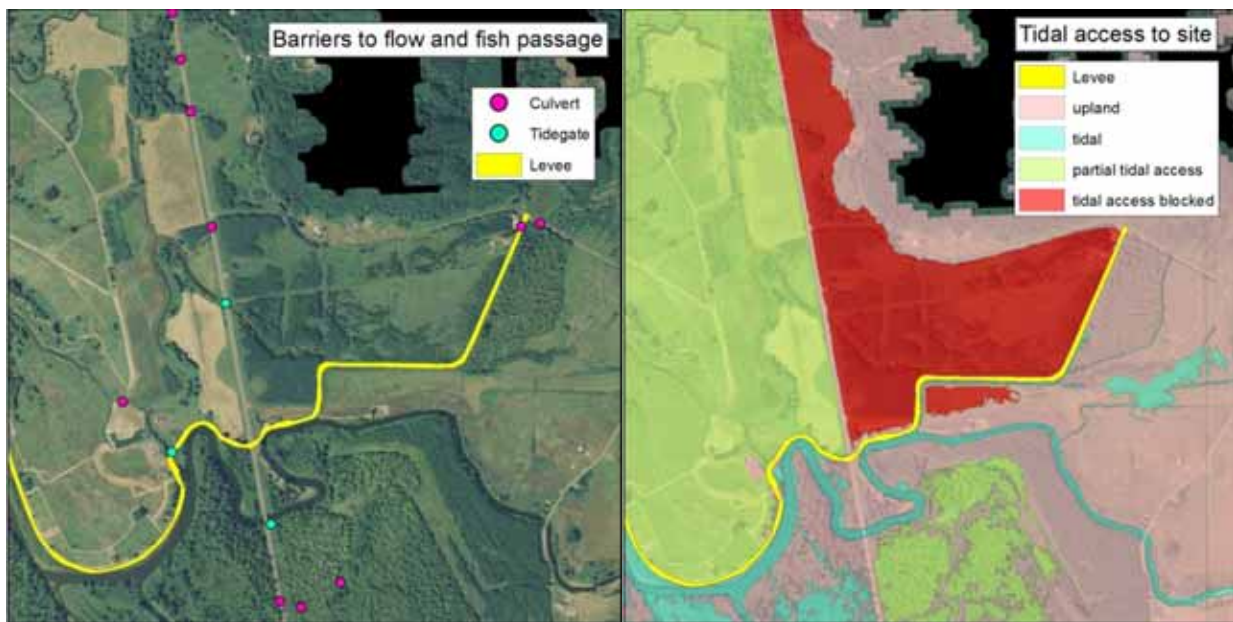 Barriers to flow and fish passage
Culvert
Tidegate
Levee
Tidal access to site
Levee
upland
tidal
partial tidal access
tidal access blocked